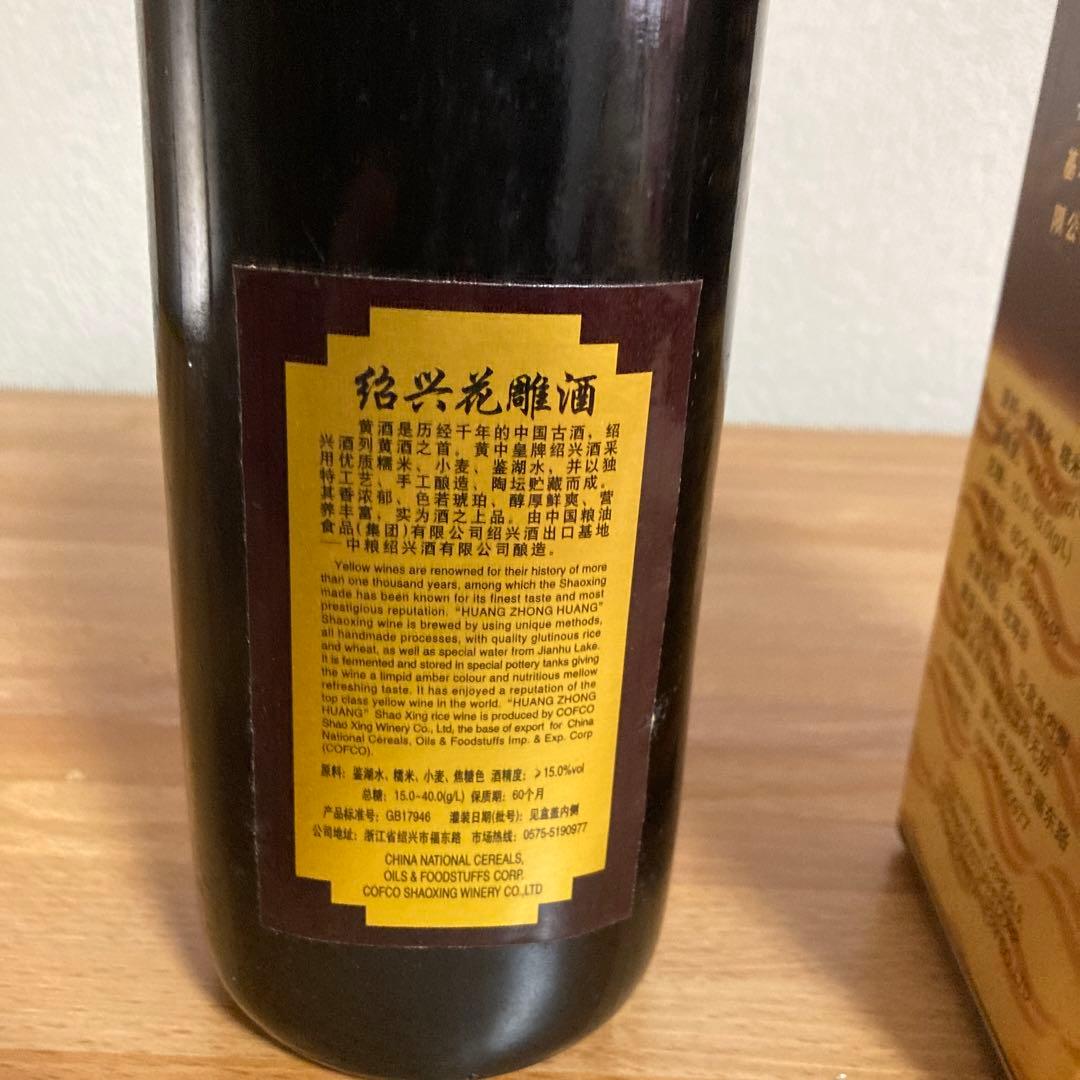 绍兴花雕酒
黄酒是历经千年的中国古酒，绍
兴酒列黄酒之首，黄中皇牌绍兴酒采
用优质糯米、小麦、鉴湖水，并以独
特工艺、手工酿造、陶坛贮藏而成。
其香浓郁、色若琥珀、醇厚鲜爽、营
养丰富，实为酒之上品。由中国粮油
食品(集团)有限公司绍兴酒出口基地
—中粮绍兴酒有限公司酿造。
Yellow wines are renowned for their history of more
than one thousand years, among which the Shaoxing
made has been known for its finest taste and most
prestigious reputation. "HUANG ZHONG HUANG"
Shaoxing wine is brewed by using unique methods,
all handmade processes, with quality glutinous rice
and wheat, as well as special water from Jianhu Lake.
It is fermented and stored in special pottery tanks giving
the wine a limpid amber colour and nutritious mellow
refreshing taste. It has enjoyed a reputation of the
top class yellow wine in the world. "HUANG ZHONG
HUANG" Shao Xing rice wine is produced by COFCO
Shao Xing Winery Co., Ltd, the base of export for China
National Cereals, Oils & Foodstuffs Imp. & Exp. Corp
(COFCO).
原料：鉴湖水、糯米、小麦、焦糖色 酒精度：≥15.0%vol
总糖：15.0~40.0(g/L) 保质期：60个月
产品标准号：GB17946 灌装日期(批号)：见盒盖内侧
公司地址：浙江省绍兴市福东路 市场热线：0575-5190977
CHINA NATIONAL CEREALS,
OILS & FOODSTUFFS CORP.
COFCO SHAOXING WINERY CO.,LTD
限公